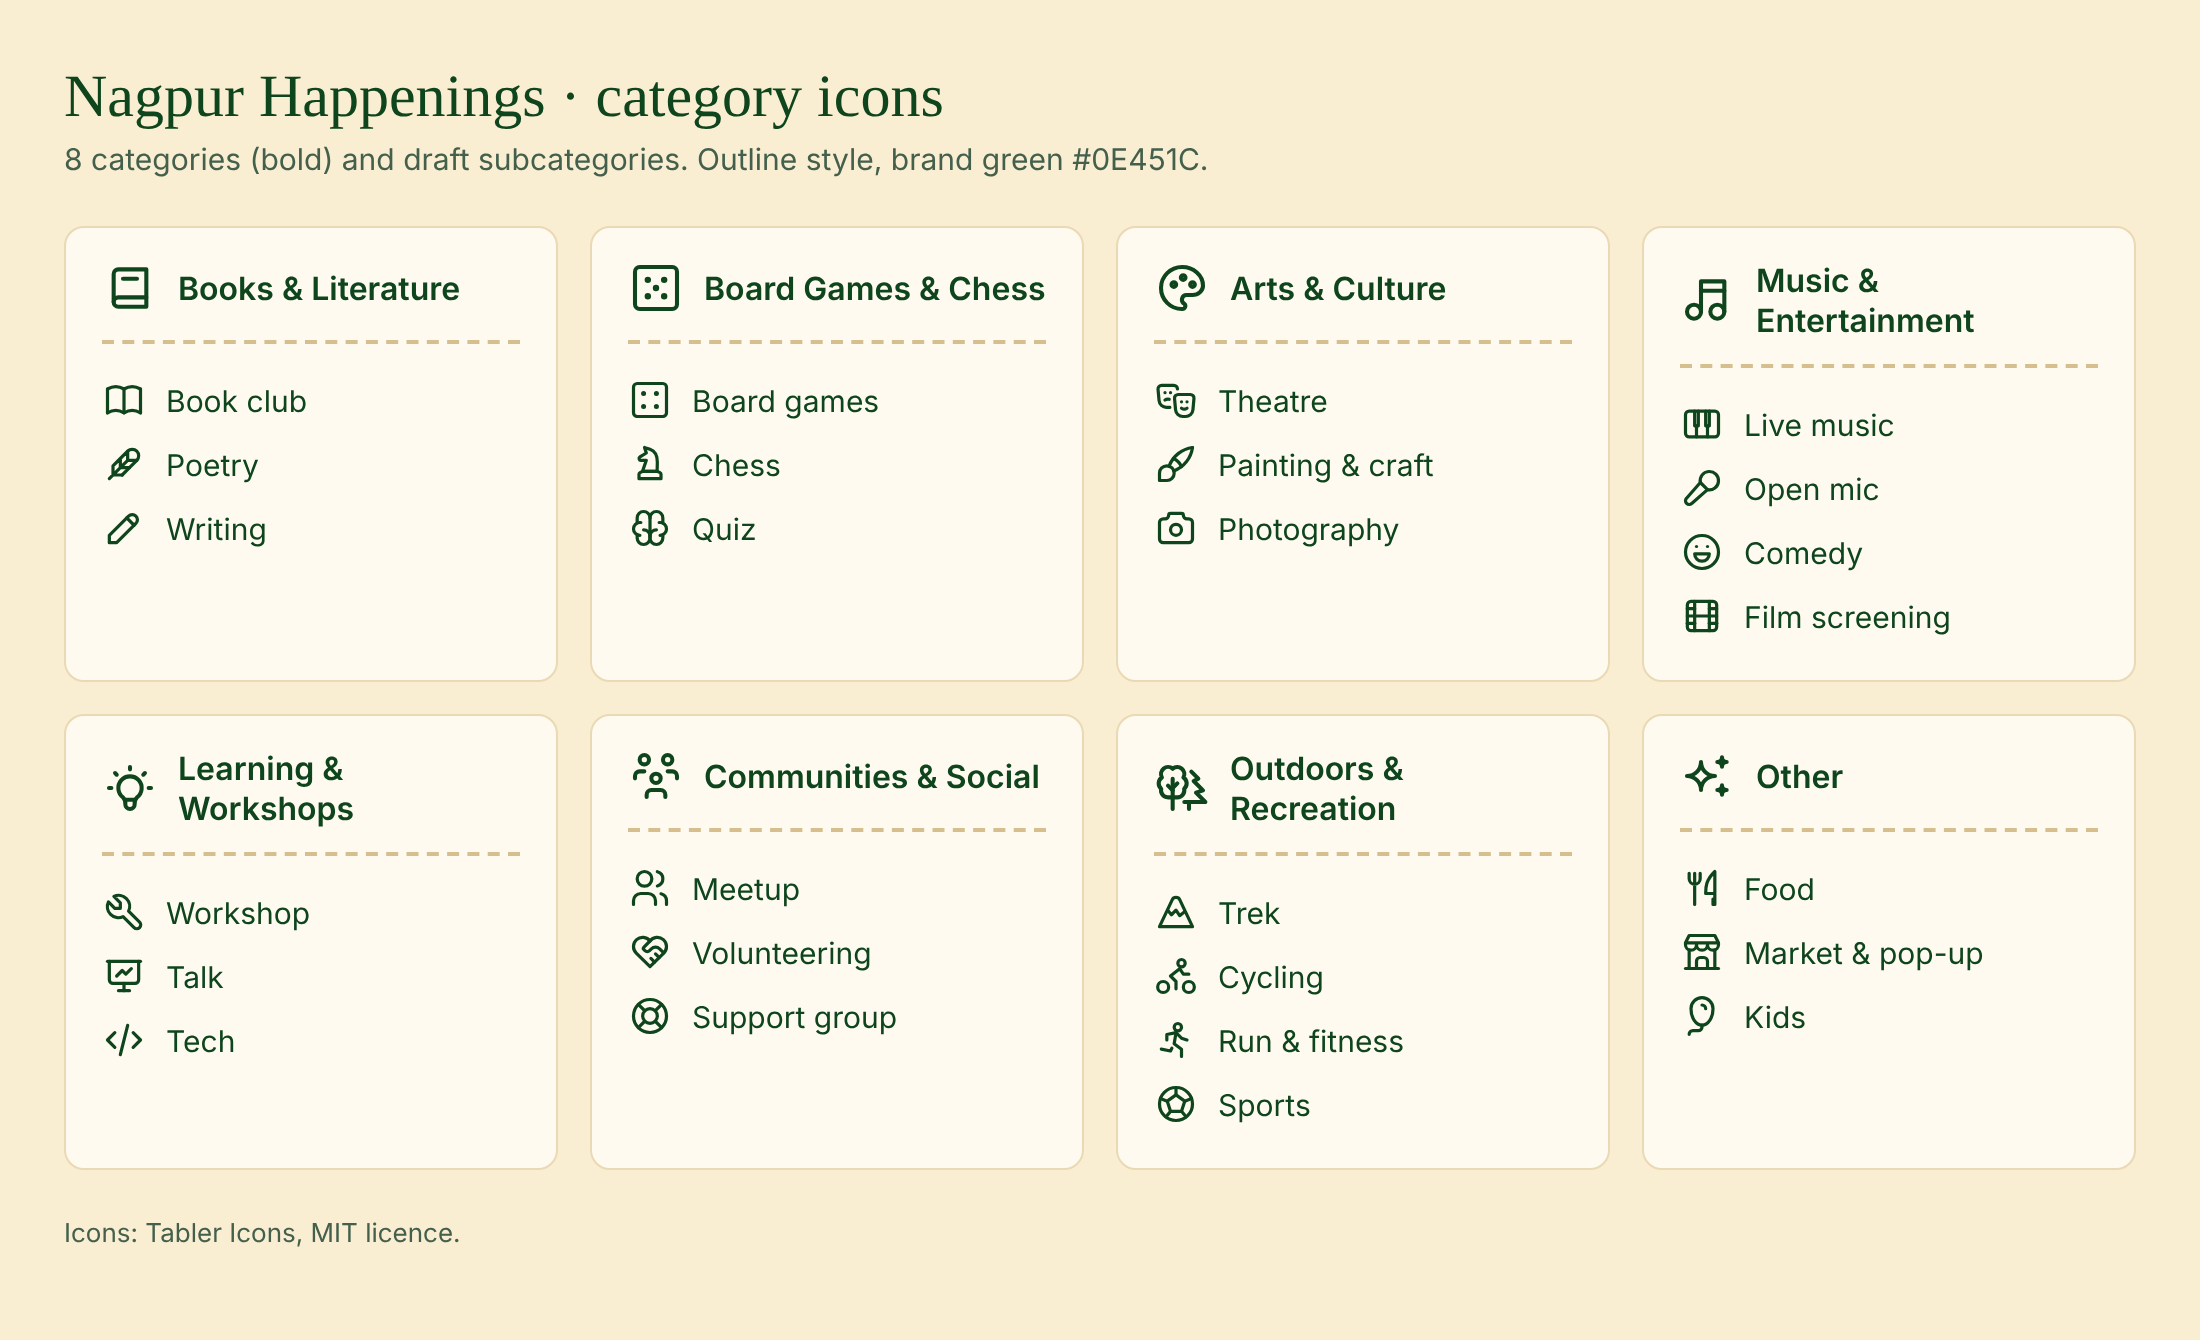 Nagpur Happenings · category icons
8 categories (bold) and draft subcategories. Outline style, brand green #0E451C.
Books & Literature
Book club
Poetry
Writing
Board Games & Chess
Board games
Chess
Quiz
Arts & Culture
Theatre
Painting & craft
Photography
Music &
Entertainment
Live music
Open mic
Comedy
Film screening
Learning &
Workshops
Workshop
Talk
Tech
Communities & Social
Meetup
Volunteering
Support group
Outdoors &
Recreation
Trek
Cycling
Run & fitness
Sports
Other
Food
Market & pop-up
Kids
Icons: Tabler Icons, MIT licence.